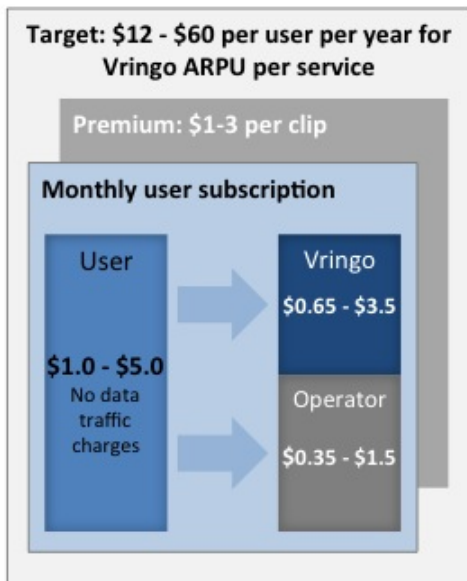 Target: $12 - $60 per user per year for
Vringo ARPU per service
Premium: $1-3 per clip
Monthly user subscription
User
$1.0 - $5.0
No data
traffic
charges
Vringo
$0.65 - $3.5
Operator
$0.35 - $1.5